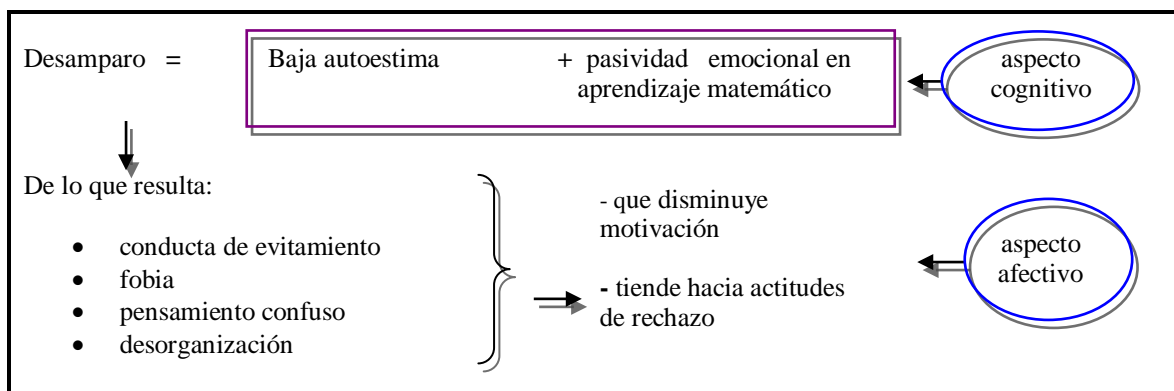 Desamparo =
Baja autoestima + pasividad emocional en
aprendizaje matemático
aspecto
cognitivo
De lo que resulta:
• conducta de evitamiento
• fobia
• pensamiento confuso
• desorganización
- que disminuye
motivación
- tiende hacia actitudes
de rechazo
aspecto
afectivo